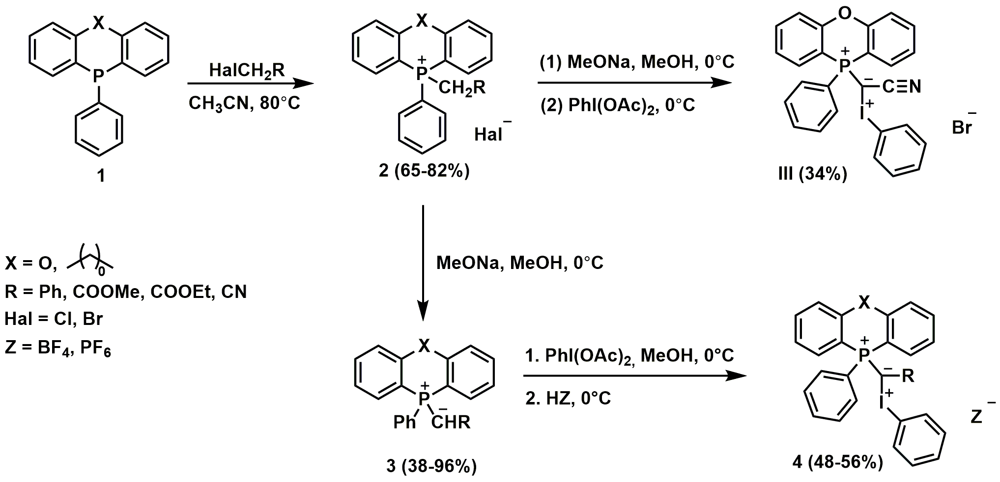 X
P
1
HalCH₂R
CH₃CN, 80°C
X
+
P
CH₂R
Hal⁻
2 (65-82%)
(1) MeONa, MeOH, 0°C
(2) PhI(OAc)₂, 0°C
O
+
P
−
C≡N
I+
Br⁻
III (34%)
MeONa, MeOH, 0°C
X = O, ( )₀
R = Ph, COOMe, COOEt, CN
Hal = Cl, Br
Z = BF₄, PF₆
X
+
P
−
Ph CHR
3 (38-96%)
1. PhI(OAc)₂, MeOH, 0°C
2. HZ, 0°C
X
+
P
−
R
I+
Z⁻
4 (48-56%)